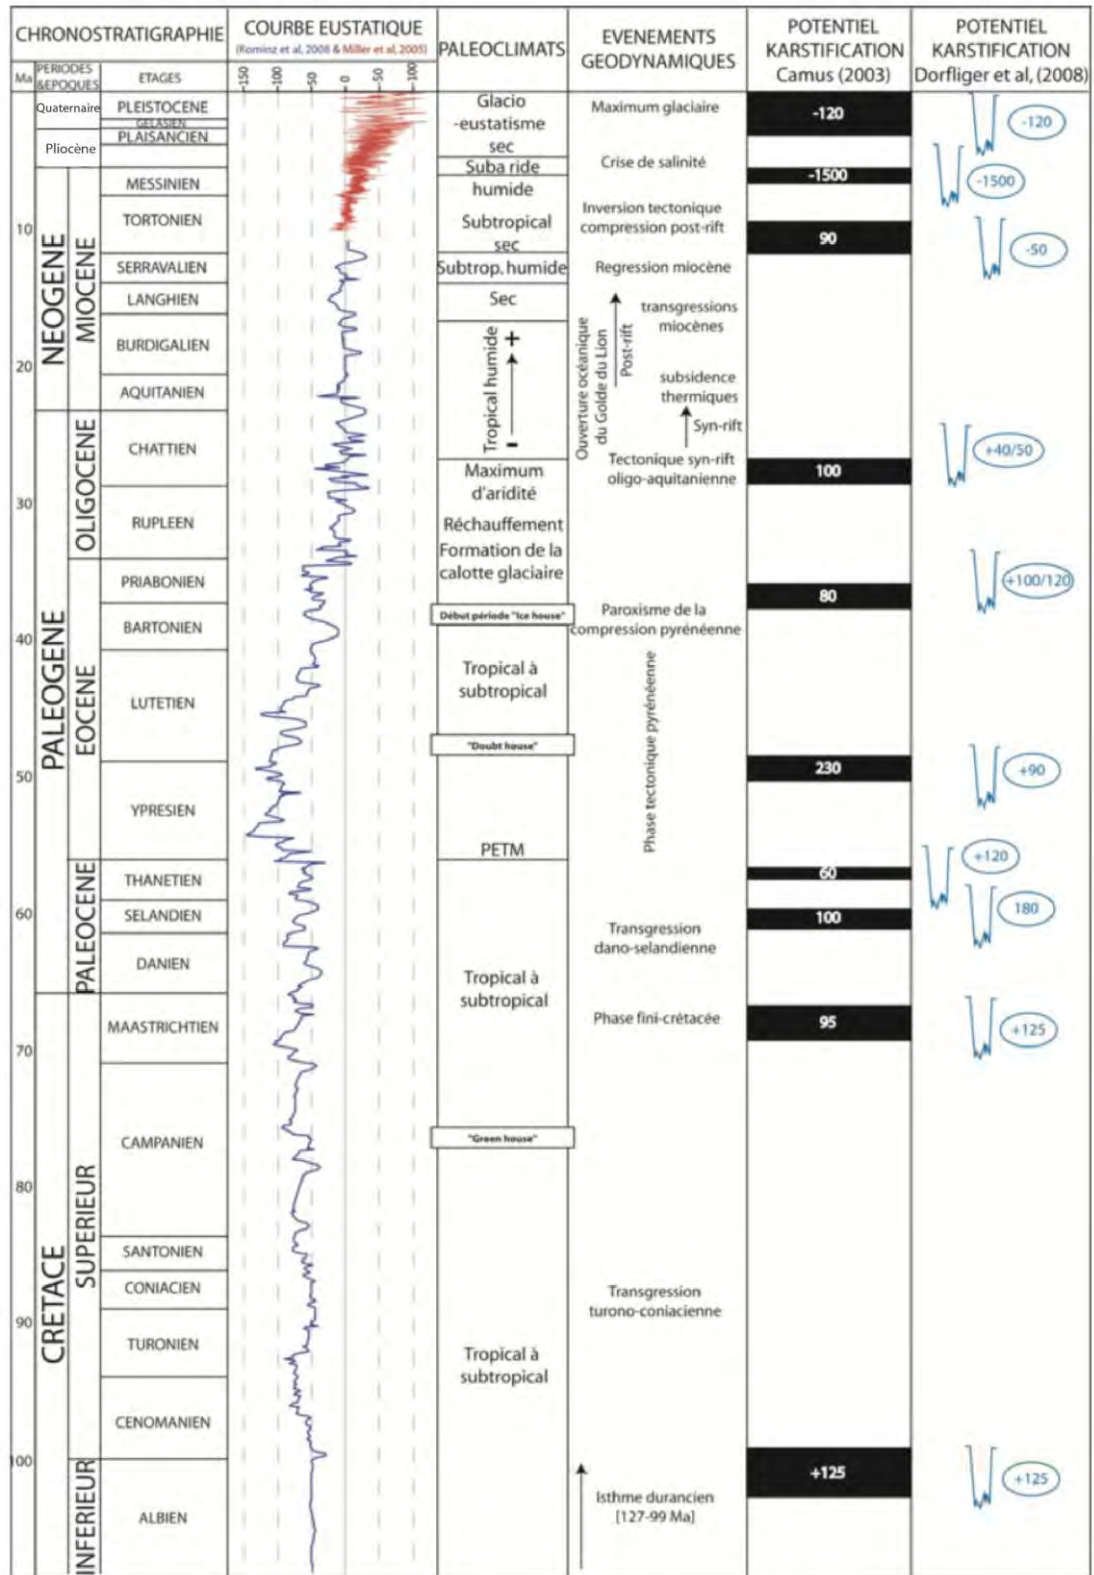 CHRONOSTRATIGRAPHIE
Ma
PERIODES
&EPOQUES
ETAGES
COURBE EUSTATIQUE
(Kominz et al, 2008 & Miller et al, 2005)
-150
-100
-50
0
-50
-100
PALEOCLIMATS
EVENEMENTS
GEODYNAMIQUES
POTENTIEL
KARSTIFICATION
Camus (2003)
POTENTIEL
KARSTIFICATION
Dorfliger et al, (2008)
10
20
30
40
50
60
70
80
90
100
Quaternaire
Pliocène
NEOGENE
MIOCENE
PALEOGENE
OLIGOCENE
EOCENE
PALEOCENE
CRETACE
SUPERIEUR
INFERIEUR
PLEISTOCENE
GELASIEN
PLAISANCIEN
MESSINIEN
TORTONIEN
SERRAVALIEN
LANGHIEN
BURDIGALIEN
AQUITANIEN
CHATTIEN
RUPLEEN
PRIABONIEN
BARTONIEN
LUTETIEN
YPRESIEN
THANETIEN
SELANDIEN
DANIEN
MAASTRICHTIEN
CAMPANIEN
SANTONIEN
CONIACIEN
TURONIEN
CENOMANIEN
ALBIEN
Glacio
-eustatisme
sec
Suba ride
humide
Subtropical
sec
Subtrop. humide
Sec
Tropical humide
- +
Maximum
d'aridité
Réchauffement
Formation de la
calotte glaciaire
Début période "Ice house"
Tropical à
subtropical
"Doubt house"
PETM
Tropical à
subtropical
"Green house"
Tropical à
subtropical
Maximum glaciaire
Crise de salinité
Inversion tectonique
compression post-rift
Regression miocène
transgressions
miocènes
Ouverture océanique
du Golde du Lion
Post-rift
subsidence
thermiques
Syn-rift
Tectonique syn-rift
oligo-aquitanienne
Paroxisme de la
compression pyrénéenne
Phase tectonique pyrénéenne
Transgression
dano-selandienne
Phase fini-crétacée
Transgression
turono-coniacienne
Isthme durancien
[127-99 Ma]
-120
-1500
90
100
80
230
60
100
95
+125
-120
-1500
-50
+40/50
+100/120
+90
+120
180
+125
+125